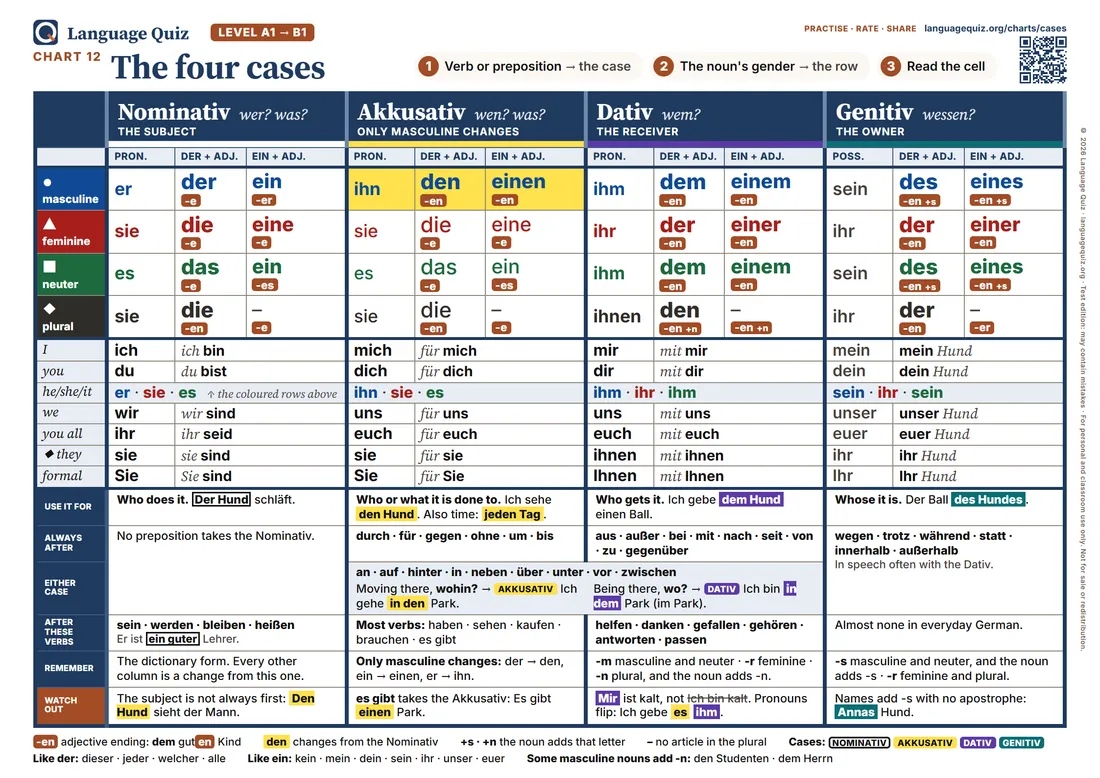 Language Quiz
LEVEL A1 → B1
PRACTISE · RATE · SHARE languagequiz.org/charts/cases
CHART 12
The four cases
1 Verb or preposition → the case
2 The noun's gender → the row
3 Read the cell
Nominativ wer? was?
THE SUBJECT
Akkusativ wen? was?
ONLY MASCULINE CHANGES
Dativ wem?
THE RECEIVER
Genitiv wessen?
THE OWNER
PRON. DER + ADJ. EIN + ADJ. PRON. DER + ADJ. EIN + ADJ. PRON. DER + ADJ. EIN + ADJ. POSS. DER + ADJ. EIN + ADJ.
masculine er der -e ein -er ihn den -en einen -en ihm dem -en einem -en sein des -en +s eines -en +s
feminine sie die -e eine -e sie die -e eine -e ihr der -en einer -en ihr der -en einer -en
neuter es das -e ein -es es das -e ein -es ihm dem -en einem -en sein des -en +s eines -en +s
plural sie die -en – -e sie die -en – -e ihnen den -en +n – -en +n ihr der -en – -er
I ich ich bin mich für mich mir mit mir mein mein Hund
you du du bist dich für dich dir mit dir dein dein Hund
he/she/it er · sie · es ↑ the coloured rows above ihn · sie · es ihm · ihr · ihm sein · ihr · sein
we wir wir sind uns für uns uns mit uns unser unser Hund
you all ihr ihr seid euch für euch euch mit euch euer euer Hund
◆ they sie sie sind sie für sie ihnen mit ihnen ihr ihr Hund
formal Sie Sie sind Sie für Sie Ihnen mit Ihnen Ihr Ihr Hund
USE IT FOR
Who does it. Der Hund schläft.
Who or what it is done to. Ich sehe
den Hund. Also time: jeden Tag.
Who gets it. Ich gebe dem Hund
einen Ball.
Whose it is. Der Ball des Hundes.
ALWAYS
AFTER
No preposition takes the Nominativ.
durch · für · gegen · ohne · um · bis
aus · außer · bei · mit · nach · seit · von
· zu · gegenüber
wegen · trotz · während · statt ·
innerhalb · außerhalb
In speech often with the Dativ.
EITHER
CASE
an · auf · hinter · in · neben · über · unter · vor · zwischen
Moving there, wohin? → AKKUSATIV Ich
gehe in den Park.
Being there, wo? → DATIV Ich bin in
dem Park (im Park).
AFTER
THESE
VERBS
sein · werden · bleiben · heißen
Er ist ein guter Lehrer.
Most verbs: haben · sehen · kaufen ·
brauchen · es gibt
helfen · danken · gefallen · gehören ·
antworten · passen
Almost none in everyday German.
REMEMBER
The dictionary form. Every other
column is a change from this one.
Only masculine changes: der → den,
ein → einen, er → ihn.
-m masculine and neuter · -r feminine ·
-n plural, and the noun adds -n.
-s masculine and neuter, and the noun
adds -s · -r feminine and plural.
WATCH
OUT
The subject is not always first: Den
Hund sieht der Mann.
es gibt takes the Akkusativ: Es gibt
einen Park.
Mir ist kalt, not Ich bin kalt. Pronouns
flip: Ich gebe es ihm.
Names add -s with no apostrophe:
Annas Hund.
-en adjective ending: dem guten Kind
den changes from the Nominativ
+s · +n the noun adds that letter
– no article in the plural
Cases: NOMINATIV AKKUSATIV DATIV GENITIV
Like der: dieser · jeder · welcher · alle
Like ein: kein · mein · dein · sein · ihr · unser · euer
Some masculine nouns add -n: den Studenten · dem Herrn
© 2026 Language Quiz · languagequiz.org · Test edition: may contain mistakes · For personal and classroom use only. Not for sale or redistribution.